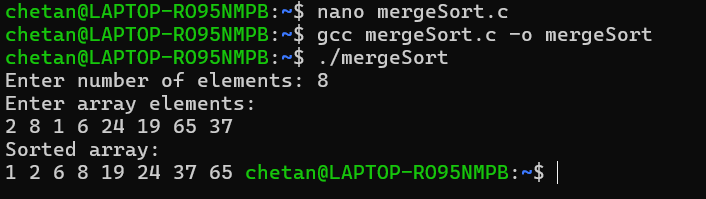 chetan@LAPTOP-RO95NMPB:~$ nano mergeSort.c
chetan@LAPTOP-RO95NMPB:~$ gcc mergeSort.c -o mergeSort
chetan@LAPTOP-RO95NMPB:~$ ./mergeSort
Enter number of elements: 8
Enter array elements:
2 8 1 6 24 19 65 37
Sorted array:
1 2 6 8 19 24 37 65 chetan@LAPTOP-RO95NMPB:~$